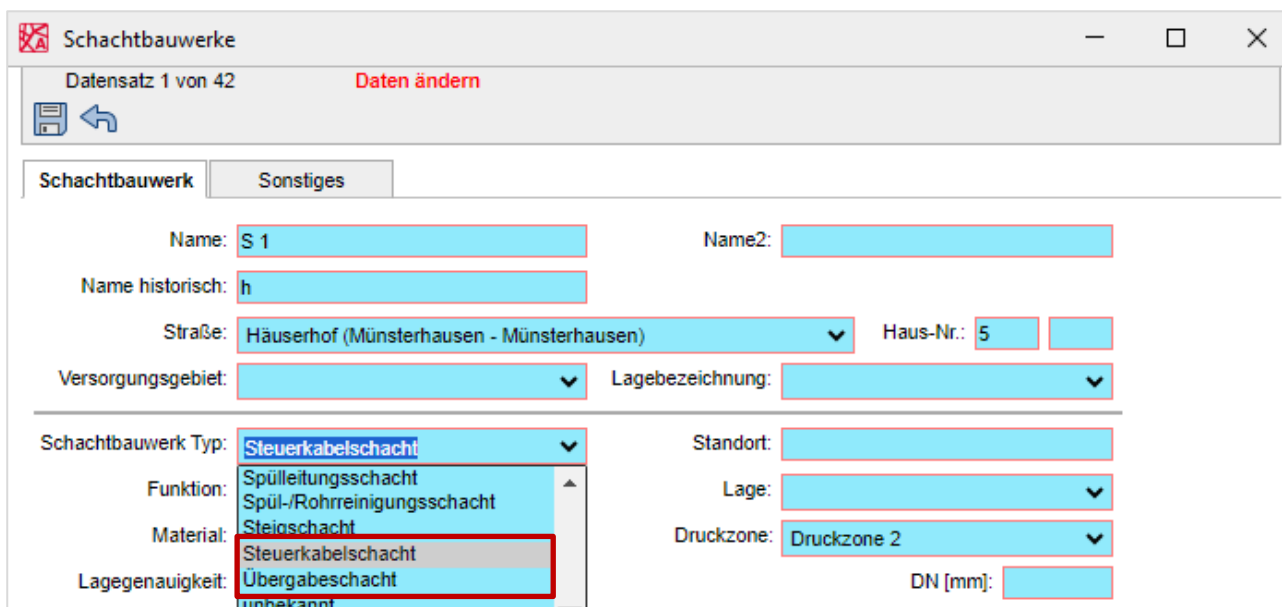 Schachtbauwerke
Datensatz 1 von 42 Daten ändern
Schachtbauwerk Sonstiges
Name: S 1 Name2:
Name historisch: h
Straße: Häuserhof (Münsterhausen - Münsterhausen) Haus-Nr.: 5
Versorgungsgebiet: Lagebezeichnung:
Schachtbauwerk Typ: Steuerkabelschacht Standort:
Spülleitungsschacht
Funktion: Lage:
Spül-/Rohrreinigungsschacht
Steigschacht
Material: Druckzone: Druckzone 2
Steuerkabelschacht
Lagegenauigkeit: Übergabeschacht DN [mm]:
unbekannt